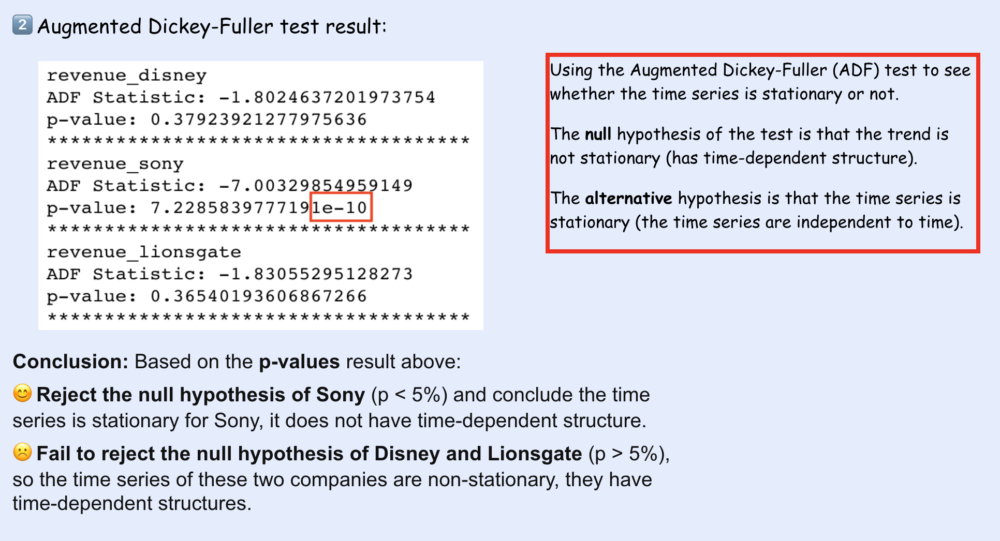 2 Augmented Dickey-Fuller test result:
revenue_disney
ADF Statistic: -1.8024637201973754
p-value: 0.37923921277975636
*************************************
revenue_sony
ADF Statistic: -7.00329854959149
p-value: 7.2285839777191e-10
*************************************
revenue_lionsgate
ADF Statistic: -1.83055295128273
p-value: 0.36540193606867266
*************************************
Using the Augmented Dickey-Fuller (ADF) test to see
whether the time series is stationary or not.
The null hypothesis of the test is that the trend is
not stationary (has time-dependent structure).
The alternative hypothesis is that the time series is
stationary (the time series are independent to time).
Conclusion: Based on the p-values result above:
😊 Reject the null hypothesis of Sony (p < 5%) and conclude the time
series is stationary for Sony, it does not have time-dependent structure.
☹️ Fail to reject the null hypothesis of Disney and Lionsgate (p > 5%),
so the time series of these two companies are non-stationary, they have
time-dependent structures.